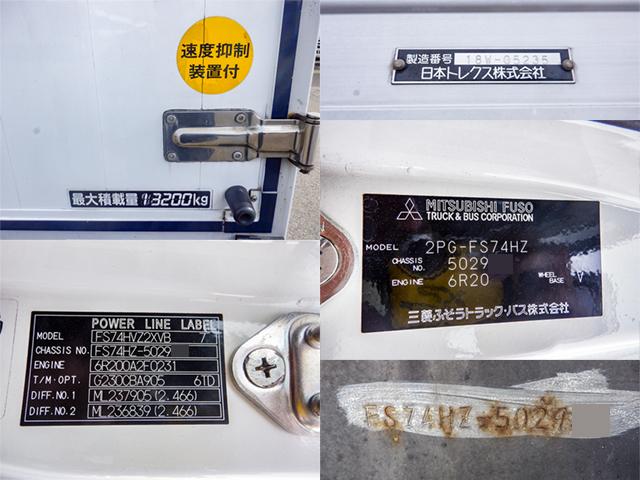 速度抑制
装置付
最大積載量 13200kg
製造番号 18W-05235
日本トレクス株式会社
MITSUBISHI FUSO
TRUCK & BUS CORPORATION
MODEL 2PG-FS74HZ
CHASSIS NO. 5029
ENGINE 6R20 WHEEL BASE V
三菱ふそうトラック・バス株式会社
POWER LINE LABEL
MODEL FS74HVZ2XVB 7
CHASSIS NO. FS74HZ-5029
ENGINE 6R200A2F0231
T/M・OPT. G230CBA905 61D
DIFF.NO.1 ML237905(2.466)
DIFF.NO.2 ML236839(2.466)
FS74HZ-5029